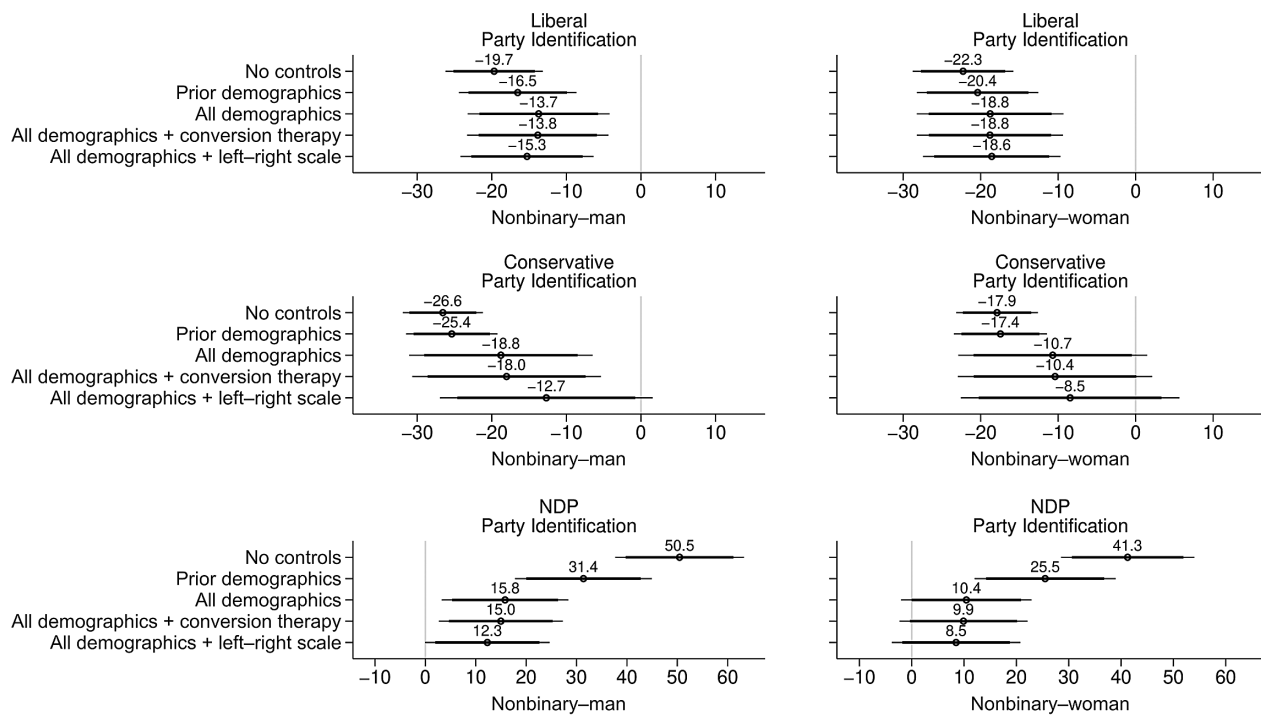 Liberal
Party Identification
No controls
Prior demographics
All demographics
All demographics + conversion therapy
All demographics + left–right scale
−19.7
−16.5
−13.7
−13.8
−15.3
−30 −20 −10 0 10
Nonbinary–man
Liberal
Party Identification
−22.3
−20.4
−18.8
−18.8
−18.6
−30 −20 −10 0 10
Nonbinary–woman
Conservative
Party Identification
No controls
Prior demographics
All demographics
All demographics + conversion therapy
All demographics + left–right scale
−26.6
−25.4
−18.8
−18.0
−12.7
−30 −20 −10 0 10
Nonbinary–man
Conservative
Party Identification
−17.9
−17.4
−10.7
−10.4
−8.5
−30 −20 −10 0 10
Nonbinary–woman
NDP
Party Identification
No controls
Prior demographics
All demographics
All demographics + conversion therapy
All demographics + left–right scale
50.5
31.4
15.8
15.0
12.3
−10 0 10 20 30 40 50 60
Nonbinary–man
NDP
Party Identification
41.3
25.5
10.4
9.9
8.5
−10 0 10 20 30 40 50 60
Nonbinary–woman